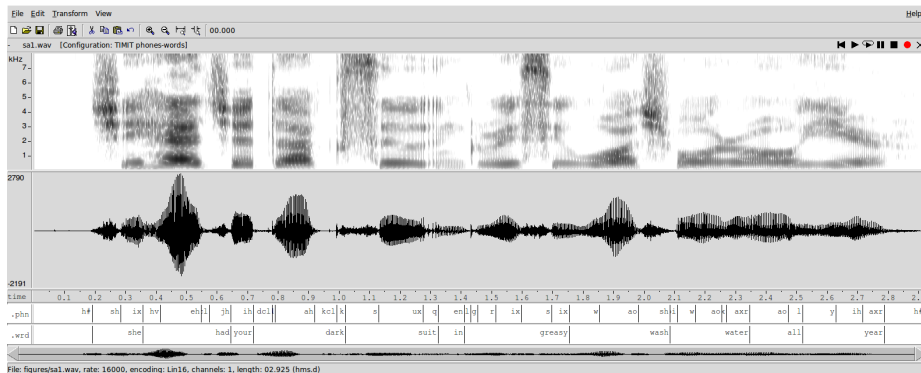 File Edit Transform View Help
00.000
- sa1.wav [Configuration: TIMIT phones-words]
kHz
7-
6-
5-
4-
3-
2-
1-
2790
-2191
time 0.1 0.2 0.3 0.4 0.5 0.6 0.7 0.8 0.9 1.0 1.1 1.2 1.3 1.4 1.5 1.6 1.7 1.8 1.9 2.0 2.1 2.2 2.3 2.4 2.5 2.6 2.7 2.8 2.
.phn h# sh ix hv eh jh ih dcl ah kcl k s ux q en g r ix s ix w ao sh i w ao axr ao l y ih axr h#
.wrd she had your dark suit in greasy wash water all year
File: figures/sa1.wav, rate: 16000, encoding: Lin16, channels: 1, length: 02.925 (hms.d)